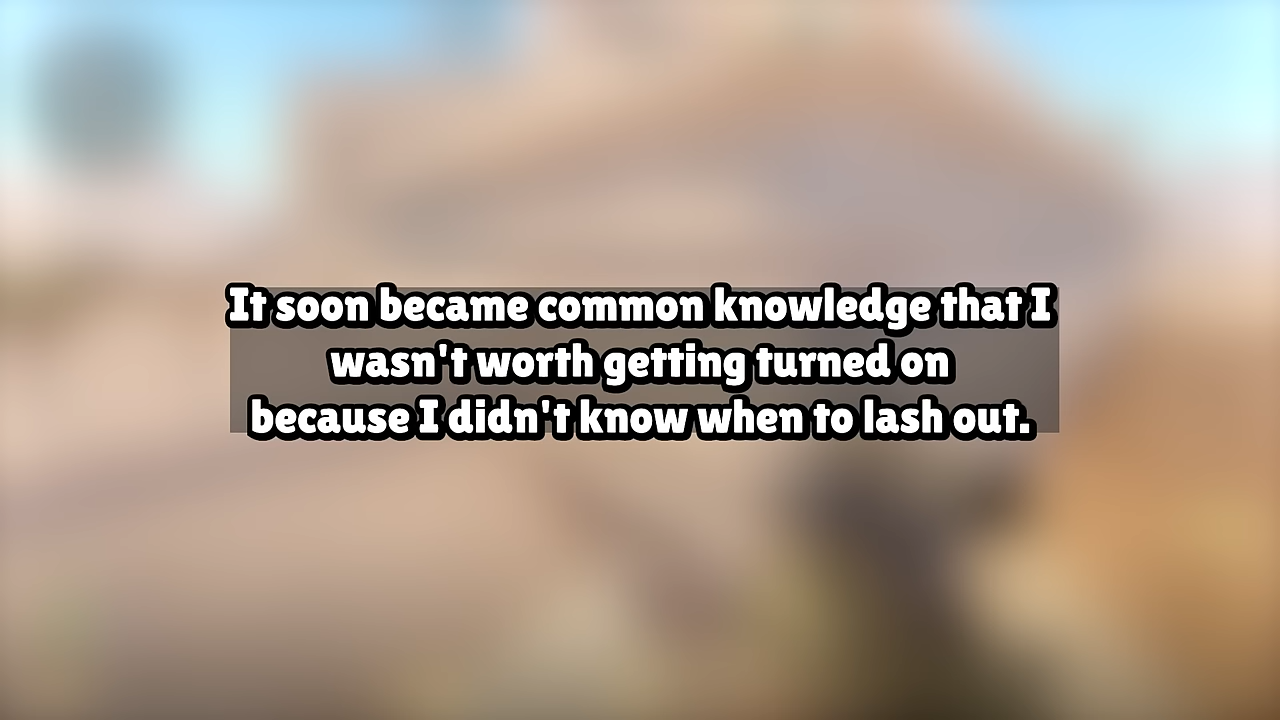 It soon became common knowledge that I
wasn't worth getting turned on
because I didn't know when to lash out.